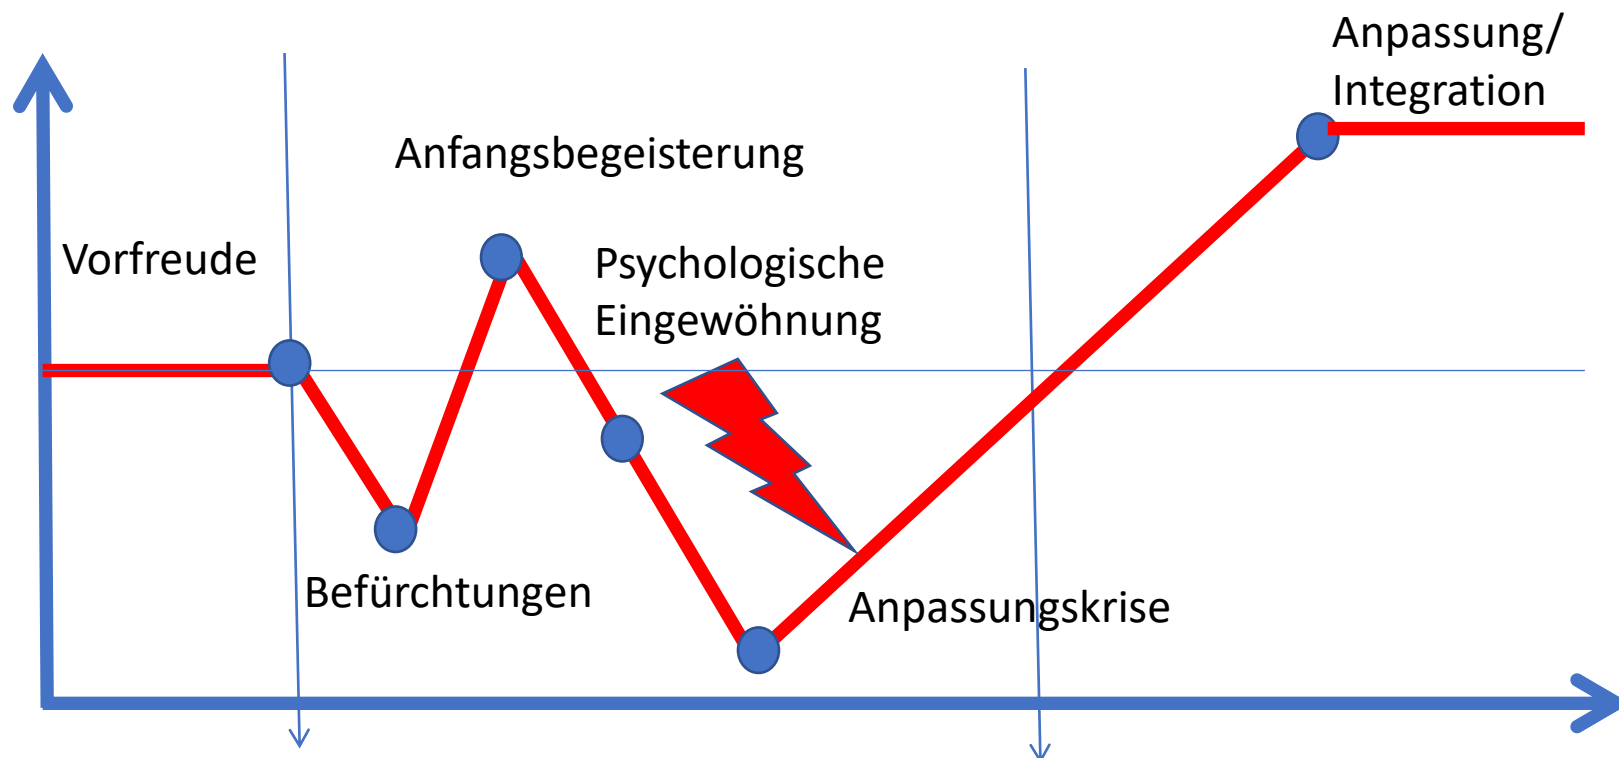 Anpassung/
Integration
Anfangsbegeisterung
Vorfreude
Psychologische
Eingewöhnung
Befürchtungen
Anpassungskrise